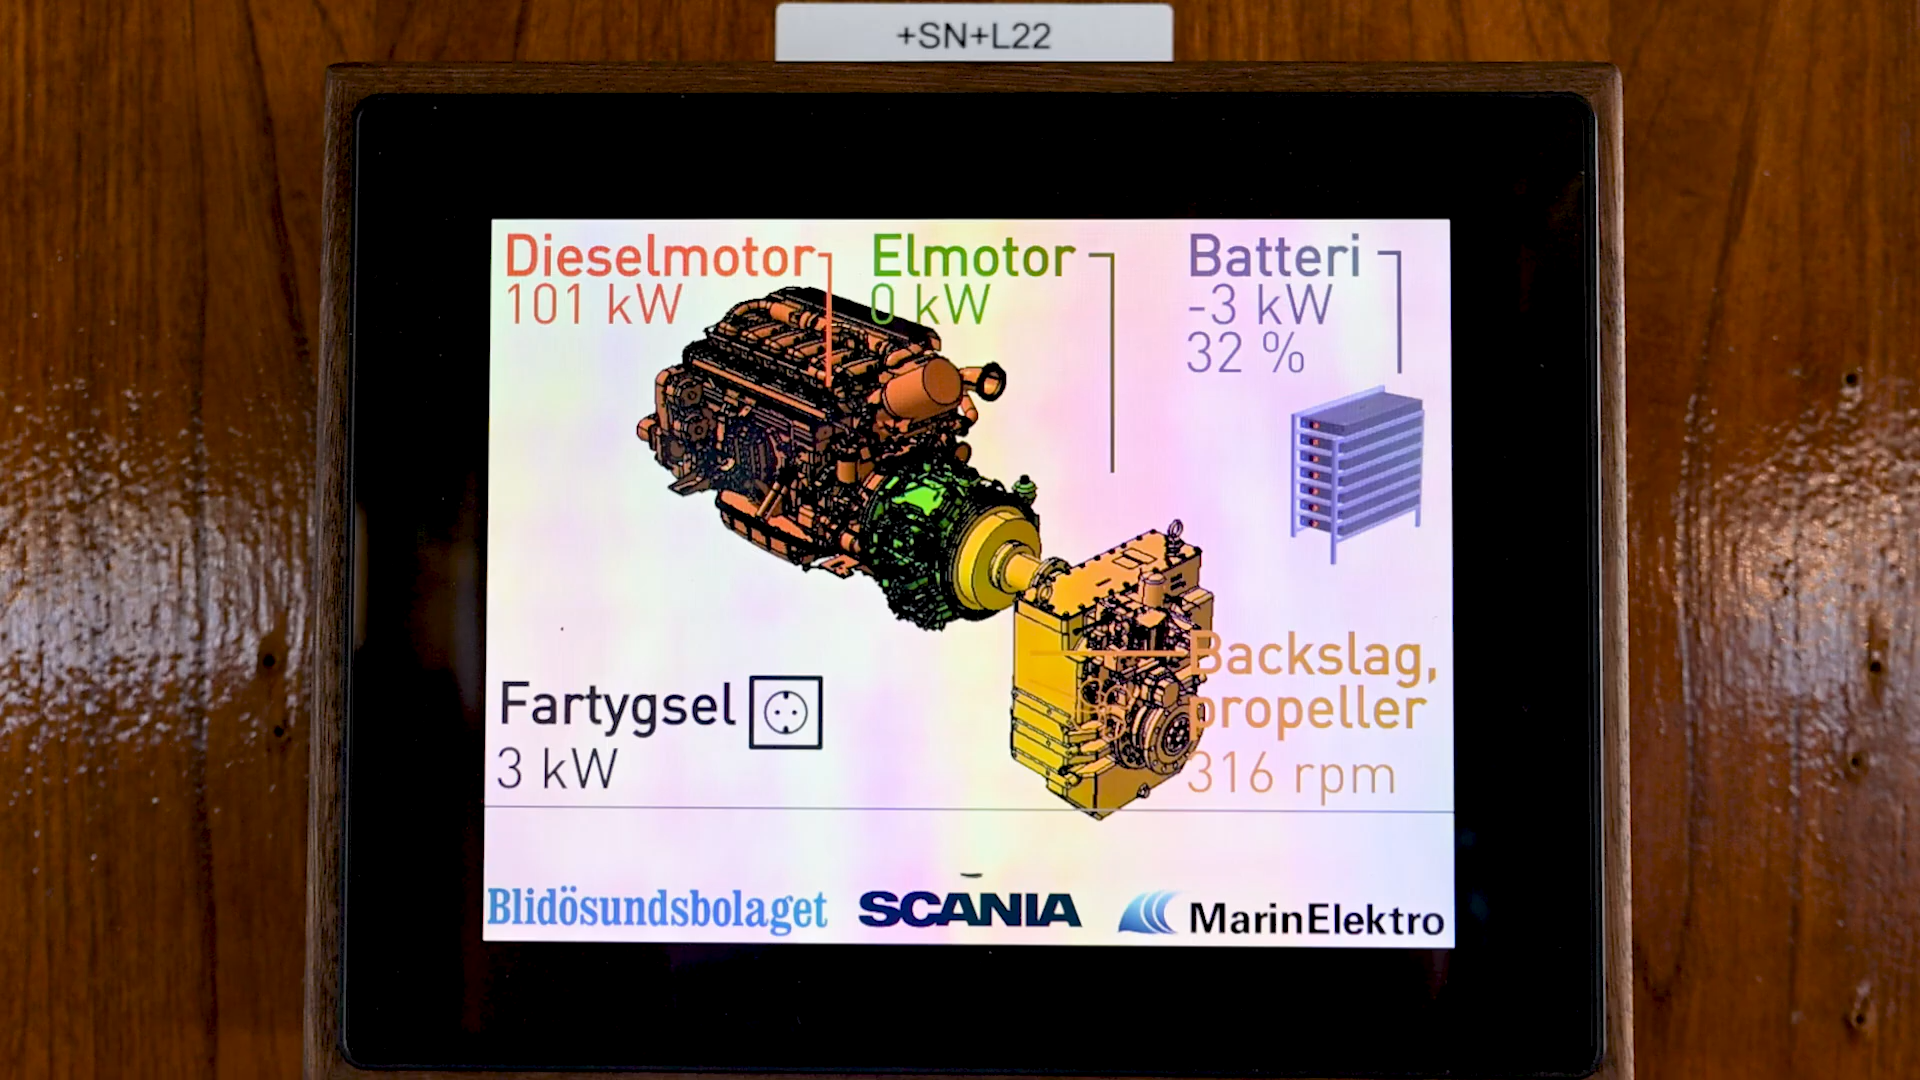 +SN+L22
Dieselmotor
101 kW
Elmotor
0 kW
Batteri
-3 kW
32 %
Backslag,
propeller
316 rpm
Fartygsel
3 kW
Blidösundsbolaget
SCANIA
MarinElektro